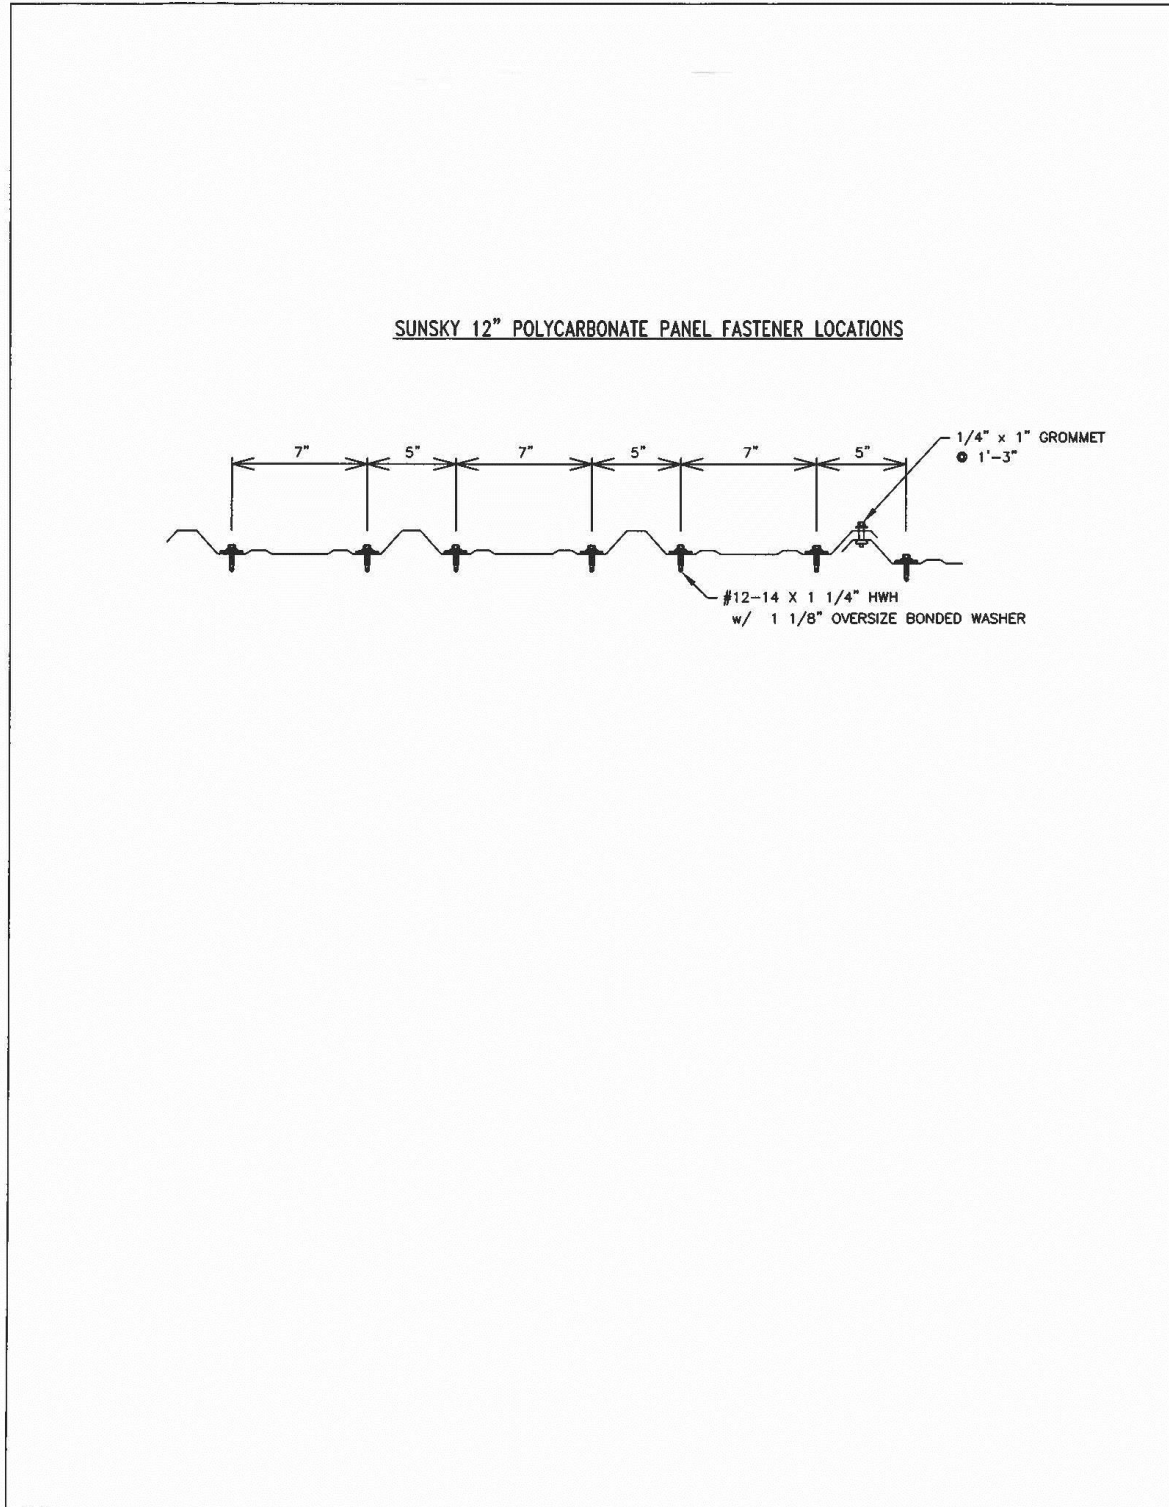 SUNSKY 12" POLYCARBONATE PANEL FASTENER LOCATIONS
7" 5" 7" 5" 7" 5"
1/4" x 1" GROMMET
@ 1'-3"
#12-14 X 1 1/4" HWH
w/ 1 1/8" OVERSIZE BONDED WASHER